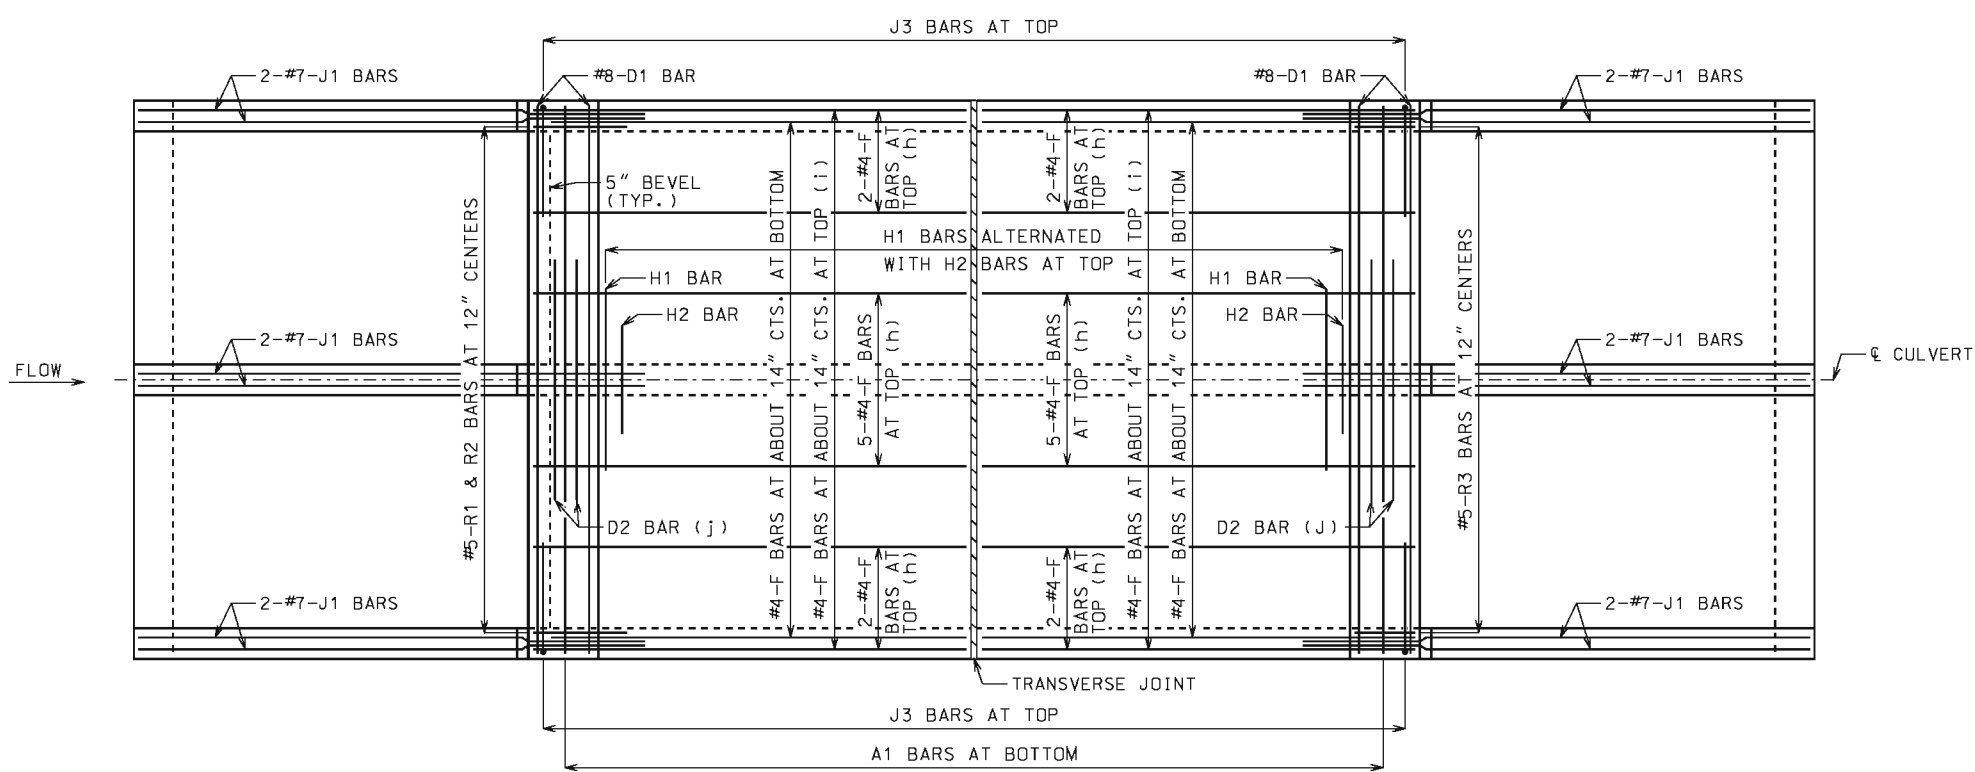 J3 BARS AT TOP
2-#7-J1 BARS
#8-D1 BAR
#8-D1 BAR
2-#7-J1 BARS
5" BEVEL
(TYP.)
2-#4-F
BARS AT
TOP (h)
2-#4-F
BARS AT
TOP (h)
H1 BARS ALTERNATED
WITH H2 BARS AT TOP
H1 BAR
H1 BAR
H2 BAR
H2 BAR
#5-R1 & R2 BARS AT 12" CENTERS
#4-F BARS AT ABOUT 14" CTS. AT BOTTOM
#4-F BARS AT ABOUT 14" CTS. AT TOP (i)
5-#4-F BARS
AT TOP (h)
5-#4-F BARS
AT TOP (h)
#4-F BARS AT ABOUT 14" CTS. AT TOP (i)
#4-F BARS AT ABOUT 14" CTS. AT BOTTOM
#5-R3 BARS AT 12" CENTERS
2-#7-J1 BARS
2-#7-J1 BARS
FLOW
℄ CULVERT
D2 BAR (j)
D2 BAR (J)
2-#4-F
BARS AT
TOP (h)
2-#4-F
BARS AT
TOP (h)
2-#7-J1 BARS
2-#7-J1 BARS
TRANSVERSE JOINT
J3 BARS AT TOP
A1 BARS AT BOTTOM